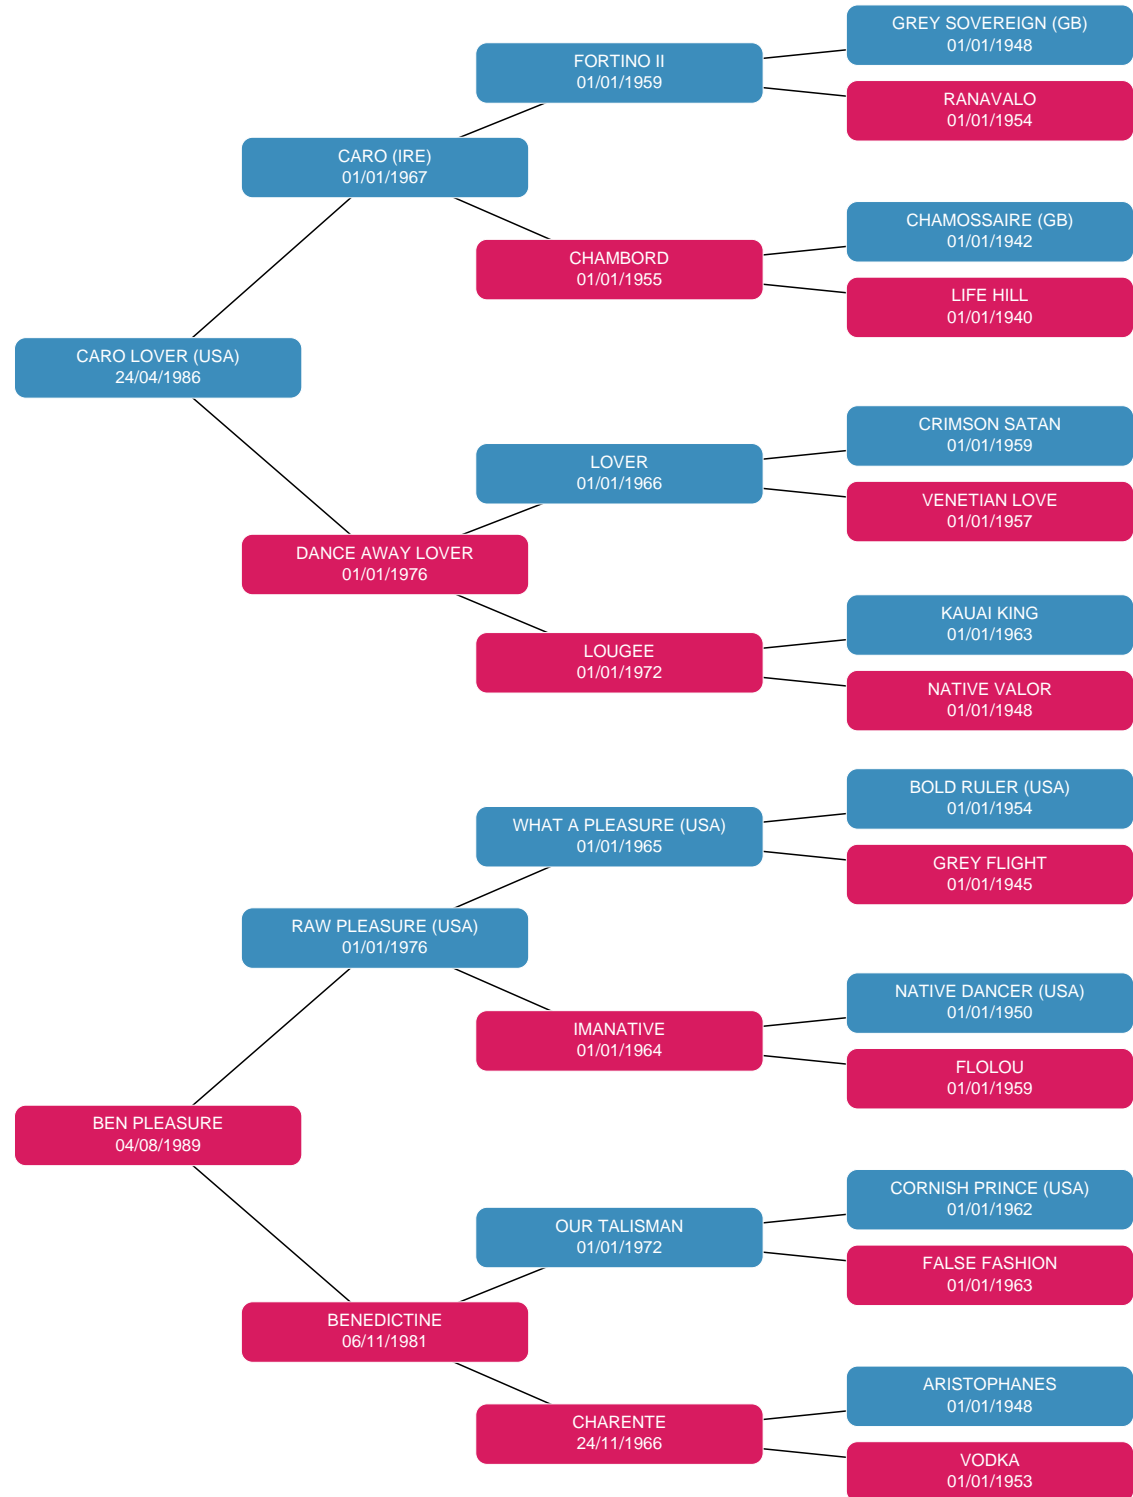 GREY SOVEREIGN (GB)
01/01/1948
FORTINO II
01/01/1959
RANAVALO
01/01/1954
CARO (IRE)
01/01/1967
CHAMOSSAIRE (GB)
01/01/1942
CHAMBORD
01/01/1955
LIFE HILL
01/01/1940
CARO LOVER (USA)
24/04/1986
CRIMSON SATAN
01/01/1959
LOVER
01/01/1966
VENETIAN LOVE
01/01/1957
DANCE AWAY LOVER
01/01/1976
KAUAI KING
01/01/1963
LOUGEE
01/01/1972
NATIVE VALOR
01/01/1948
BOLD RULER (USA)
01/01/1954
WHAT A PLEASURE (USA)
01/01/1965
GREY FLIGHT
01/01/1945
RAW PLEASURE (USA)
01/01/1976
NATIVE DANCER (USA)
01/01/1950
IMANATIVE
01/01/1964
FLOLOU
01/01/1959
BEN PLEASURE
04/08/1989
CORNISH PRINCE (USA)
01/01/1962
OUR TALISMAN
01/01/1972
FALSE FASHION
01/01/1963
BENEDICTINE
06/11/1981
ARISTOPHANES
01/01/1948
CHARENTE
24/11/1966
VODKA
01/01/1953